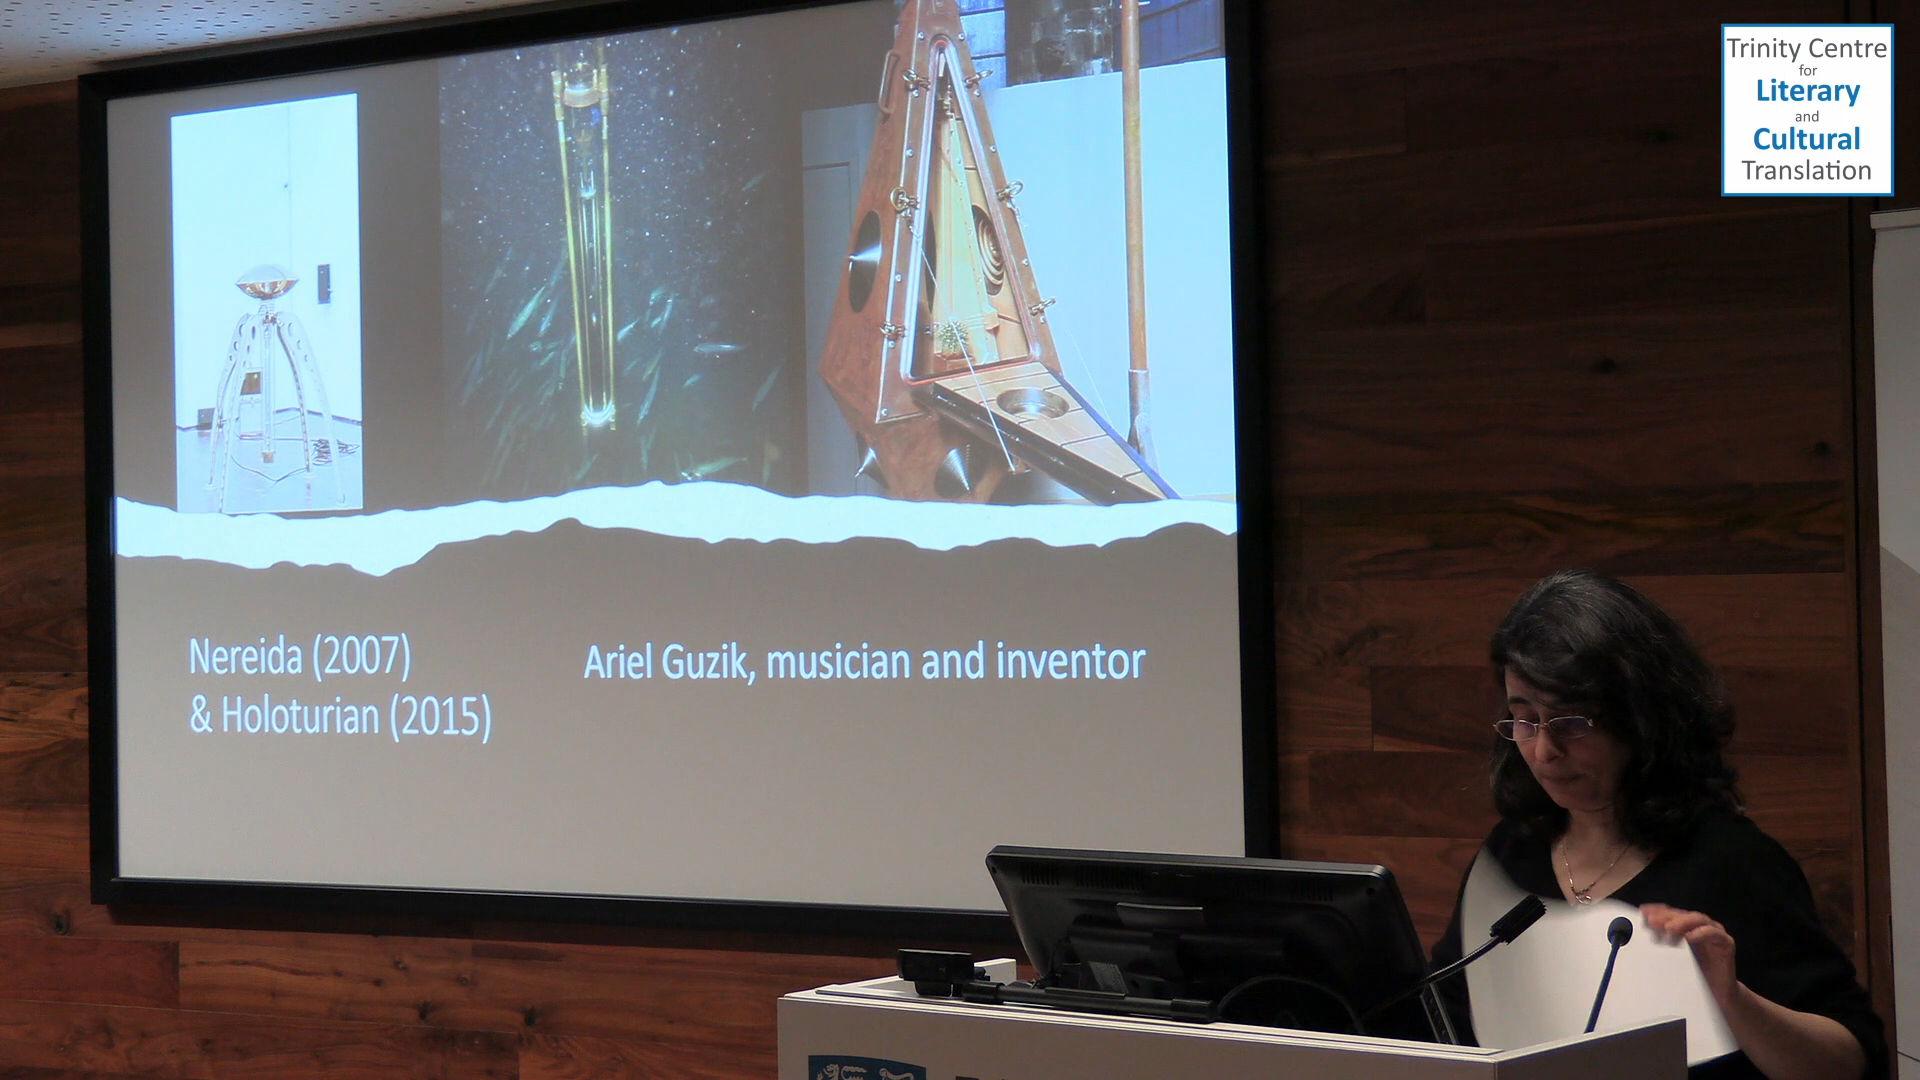 Trinity Centre
for
Literary
and
Cultural
Translation
Nereida (2007)
& Holoturian (2015)
Ariel Guzik, musician and inventor